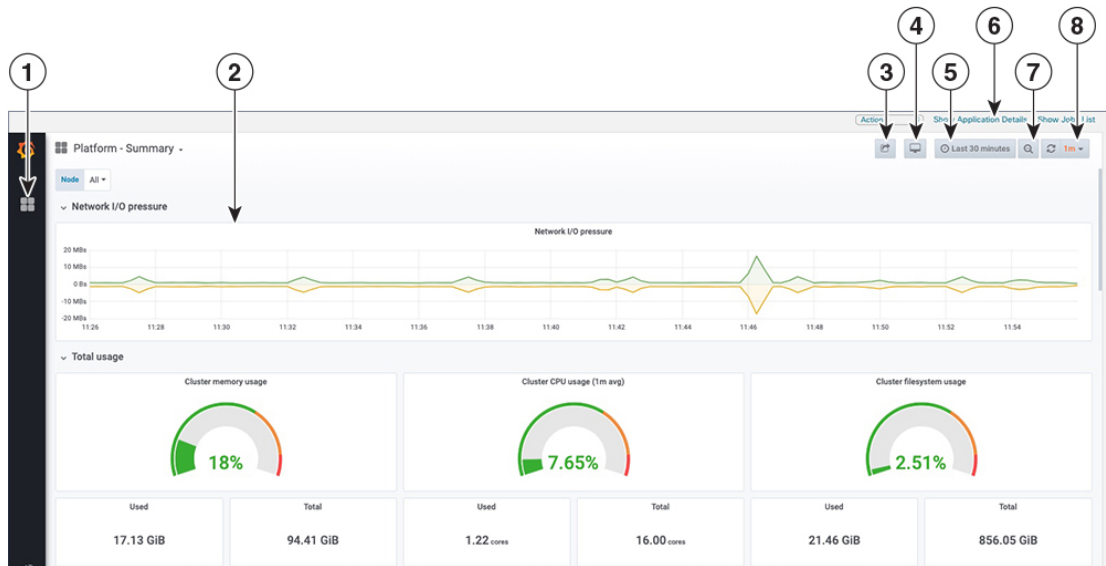 4 6 8
1 2 3 5 7
Action Show Application Details Show Job List
Platform - Summary
Last 30 minutes 1m
Node All
Network I/O pressure
Network I/O pressure
20 MBs
10 MBs
0 Bs
-10 MBs
-20 MBs
11:26 11:28 11:30 11:32 11:34 11:36 11:38 11:40 11:42 11:44 11:46 11:48 11:50 11:52 11:54
Total usage
Cluster memory usage Cluster CPU usage (1m avg) Cluster filesystem usage
18% 7.65% 2.51%
Used Total Used Total Used Total
17.13 GiB 94.41 GiB 1.22 cores 16.00 cores 21.46 GiB 856.05 GiB